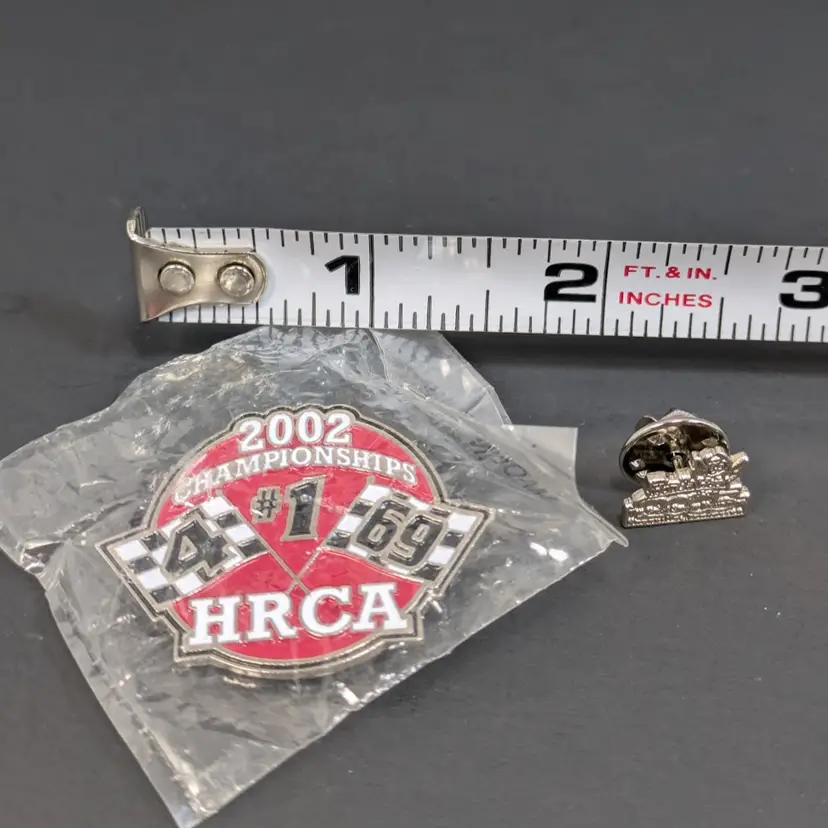 1 2 FT. & IN. 3
INCHES
2002
CHAMPIONSHIPS
#1
4 69
HRCA